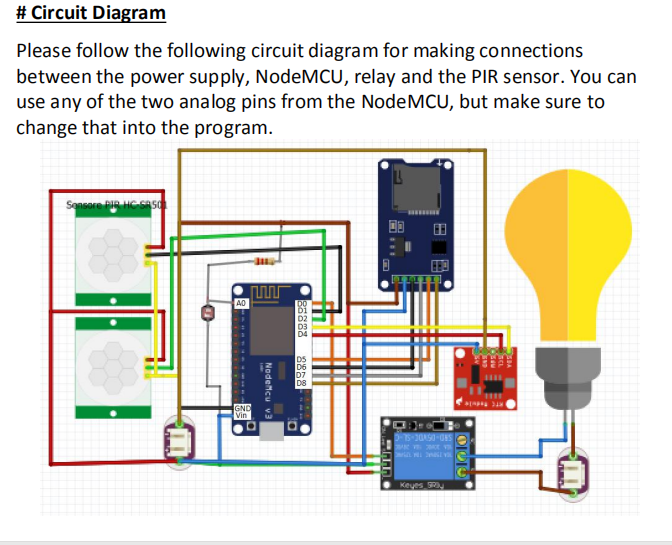 # Circuit Diagram
Please follow the following circuit diagram for making connections
between the power supply, NodeMCU, relay and the PIR sensor. You can
use any of the two analog pins from the NodeMCU, but make sure to
change that into the program.
Sensore PIR HC-SR501
A0
D0
D1
D2
D3
D4
D5
D6
D7
D8
GND
Vin
NodeMcu v3
RTC Module
Keyes_SRly